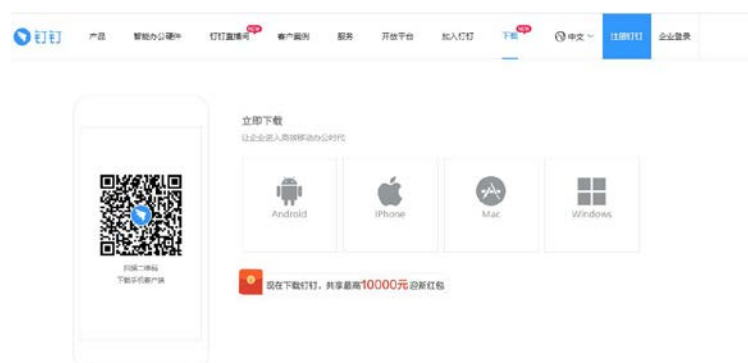 钉钉 产品 智能办公硬件 钉钉直播间 NEW 客户案例 服务 开放平台 加入钉钉 下载 NEW 中文 注册钉钉 企业登录
立即下载
让企业进入高效移动办公时代
Android iPhone Mac Windows
扫描二维码
下载手机客户端
现在下载钉钉，共享最高10000元迎新红包